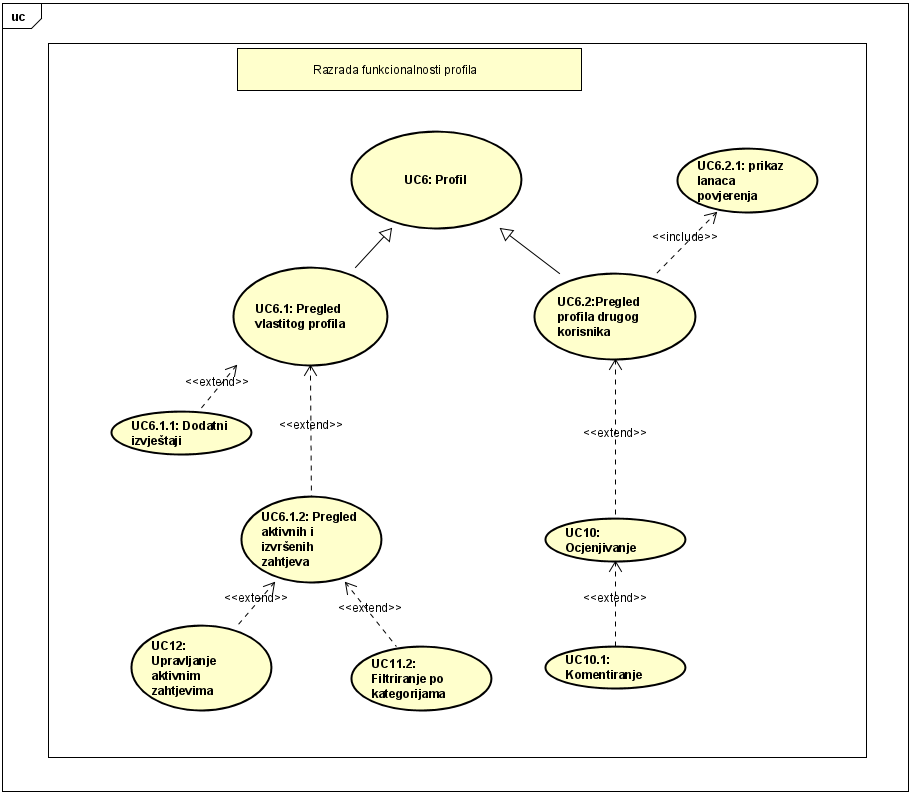 uc
Razrada funkcionalnosti profila
UC6: Profil
UC6.2.1: prikaz
lanaca
povjerenja
<<include>>
UC6.1: Pregled
vlastitog profila
UC6.2:Pregled
profila drugog
korisnika
<<extend>>
UC6.1.1: Dodatni
izvještaji
<<extend>>
<<extend>>
UC6.1.2: Pregled
aktivnih i
izvršenih
zahtjeva
UC10:
Ocjenjivanje
<<extend>>
<<extend>>
<<extend>>
UC12:
Upravljanje
aktivnim
zahtjevima
UC11.2:
Filtriranje po
kategorijama
UC10.1:
Komentiranje